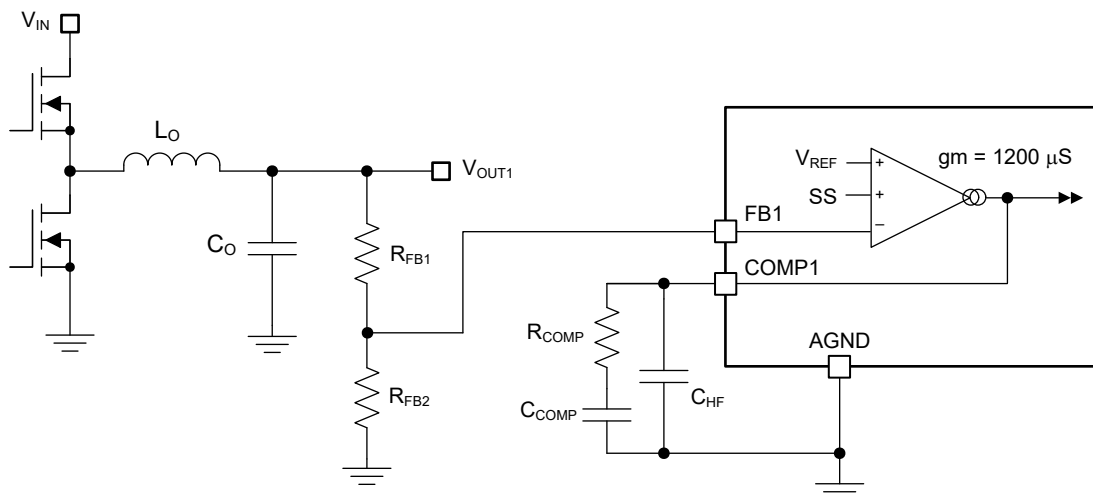 V_IN
L_O
V_OUT1
V_REF
gm = 1200 µS
SS
+
+
–
FB1
C_O
R_FB1
COMP1
R_COMP
AGND
R_FB2
C_HF
C_COMP